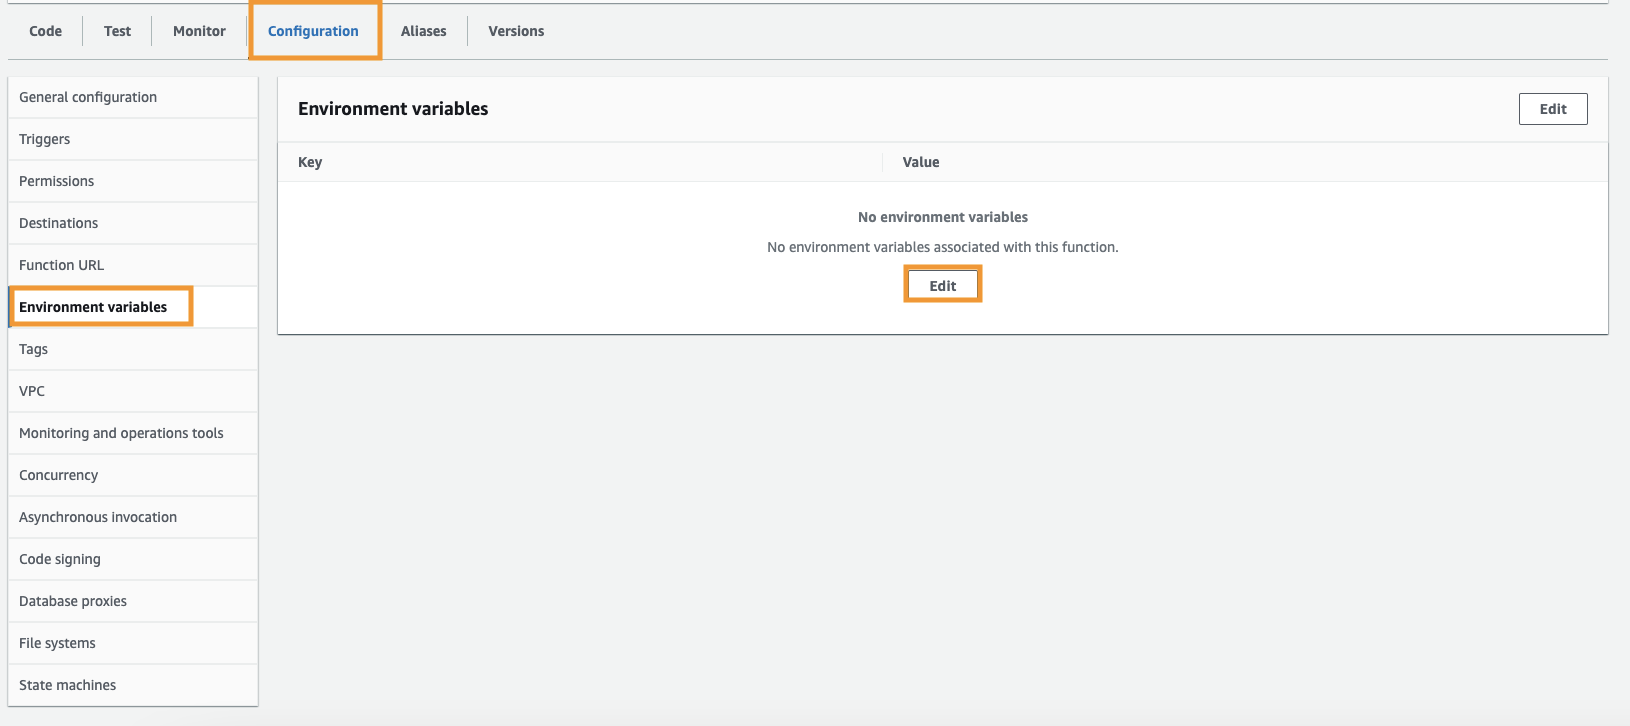 Code
Test
Monitor
Configuration
Aliases
Versions
General configuration
Triggers
Permissions
Destinations
Function URL
Environment variables
Tags
VPC
Monitoring and operations tools
Concurrency
Asynchronous invocation
Code signing
Database proxies
File systems
State machines
Environment variables
Edit
Key
Value
No environment variables
No environment variables associated with this function.
Edit